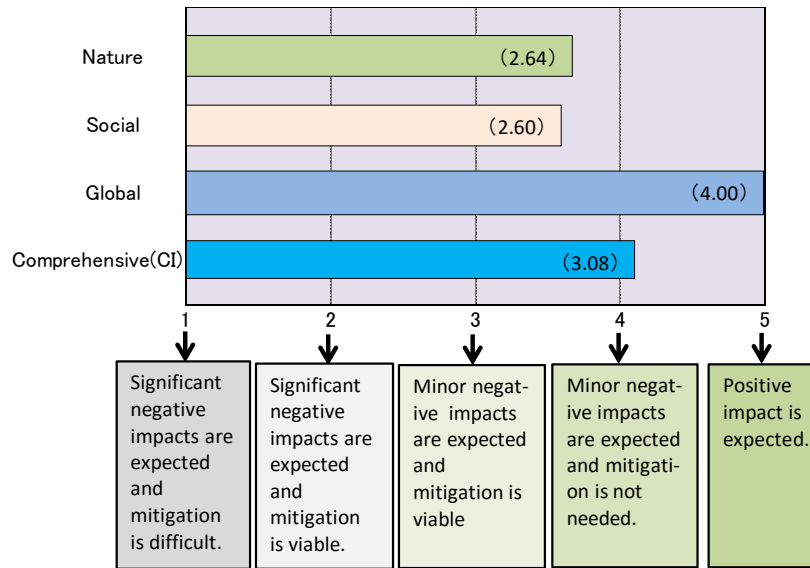 Nature
(2.64)
Social
(2.60)
Global
(4.00)
Comprehensive(CI)
(3.08)
1
2
3
4
5
Significant
negative
impacts are
expected
and
mitigation
is difficult.
Significant
negative
impacts are
expected
and
mitigation
is viable.
Minor negat-
ive impacts
are expected
and
mitigation is
viable
Minor negat-
ive impacts
are expected
and mitigati-
on is not
needed.
Positive
impact is
expected.